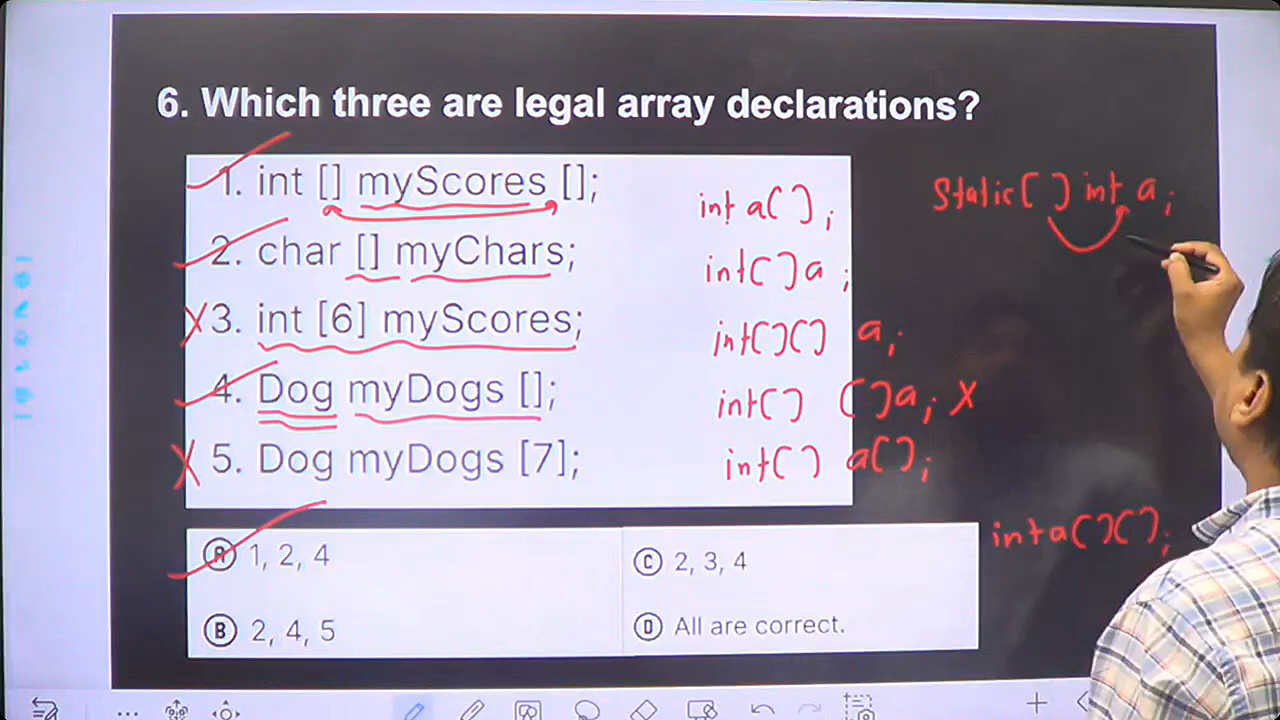 6. Which three are legal array declarations?
1. int [] myScores [];
2. char [] myChars;
3. int [6] myScores;
4. Dog myDogs [];
5. Dog myDogs [7];
int a[];
int[] a;
int[][] a;
int[] []a; X
int[] a[];
Static[] int a;
int a[][];
A 1, 2, 4
B 2, 4, 5
C 2, 3, 4
D All are correct.